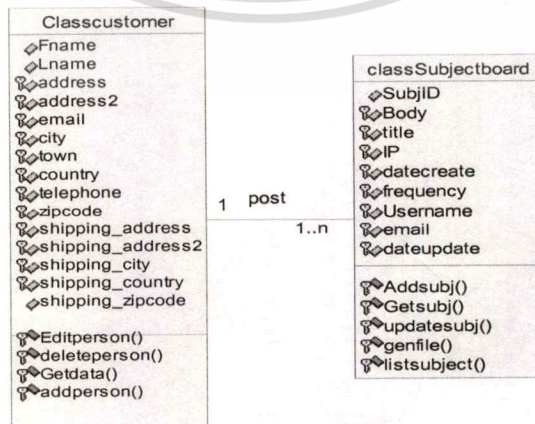 Classcustomer
Fname
Lname
address
address2
email
city
town
country
telephone
zipcode
shipping_address
shipping_address2
shipping_city
shipping_country
shipping_zipcode
Editperson()
deleteperson()
Getdata()
addperson()
1 post
1..n
classSubjectboard
SubjID
Body
title
IP
datecreate
frequency
Username
email
dateupdate
Addsubj()
Getsubj()
updatesubj()
genfile()
listsubject()